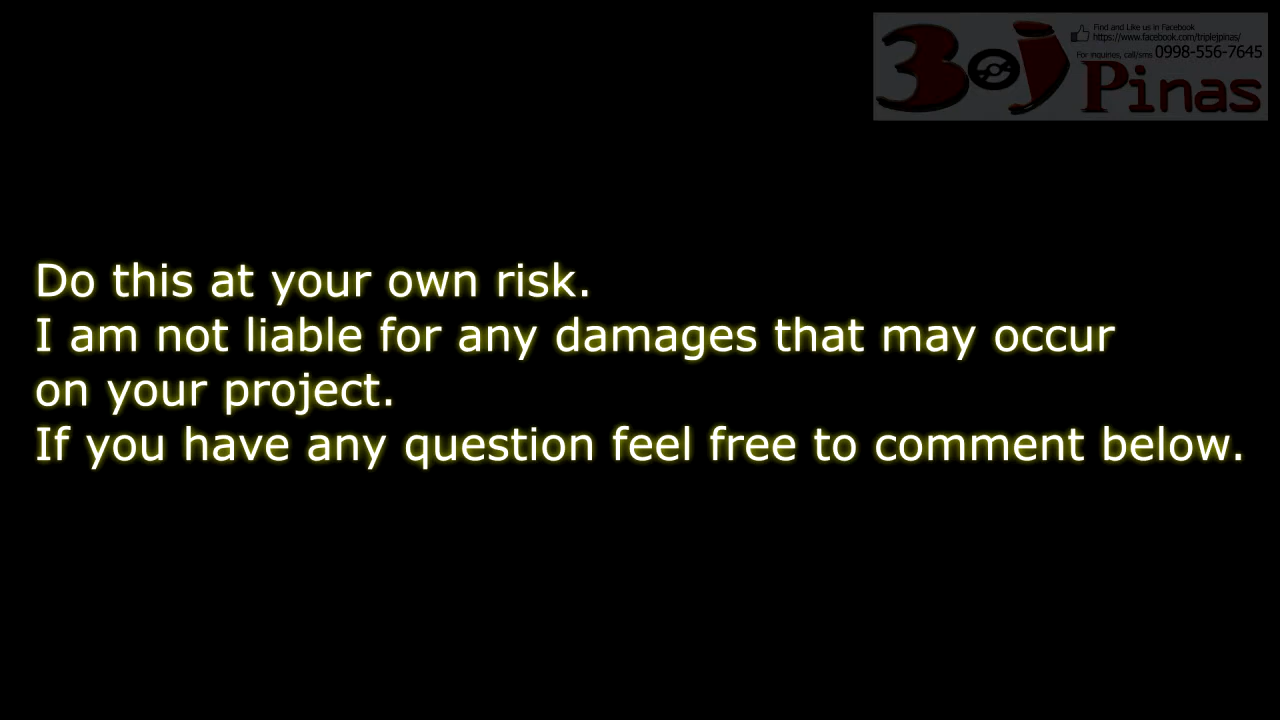 Find and Like us in Facebook
https://www.facebook.com/triplejpinas/
For inquiries, call/sms 0998-556-7645
3 J Pinas
Do this at your own risk.
I am not liable for any damages that may occur
on your project.
If you have any question feel free to comment below.